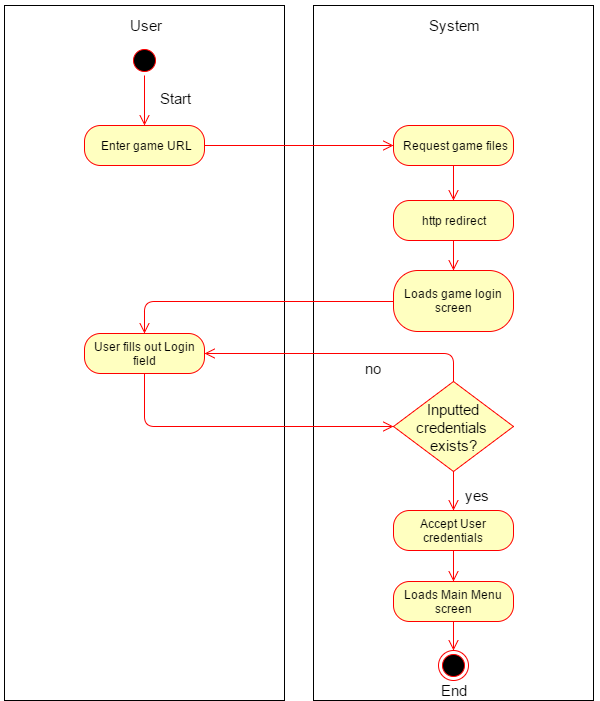 User
System
Start
Enter game URL
Request game files
http redirect
Loads game login
screen
User fills out Login
field
no
Inputted
credentials
exists?
yes
Accept User
credentials
Loads Main Menu
screen
End